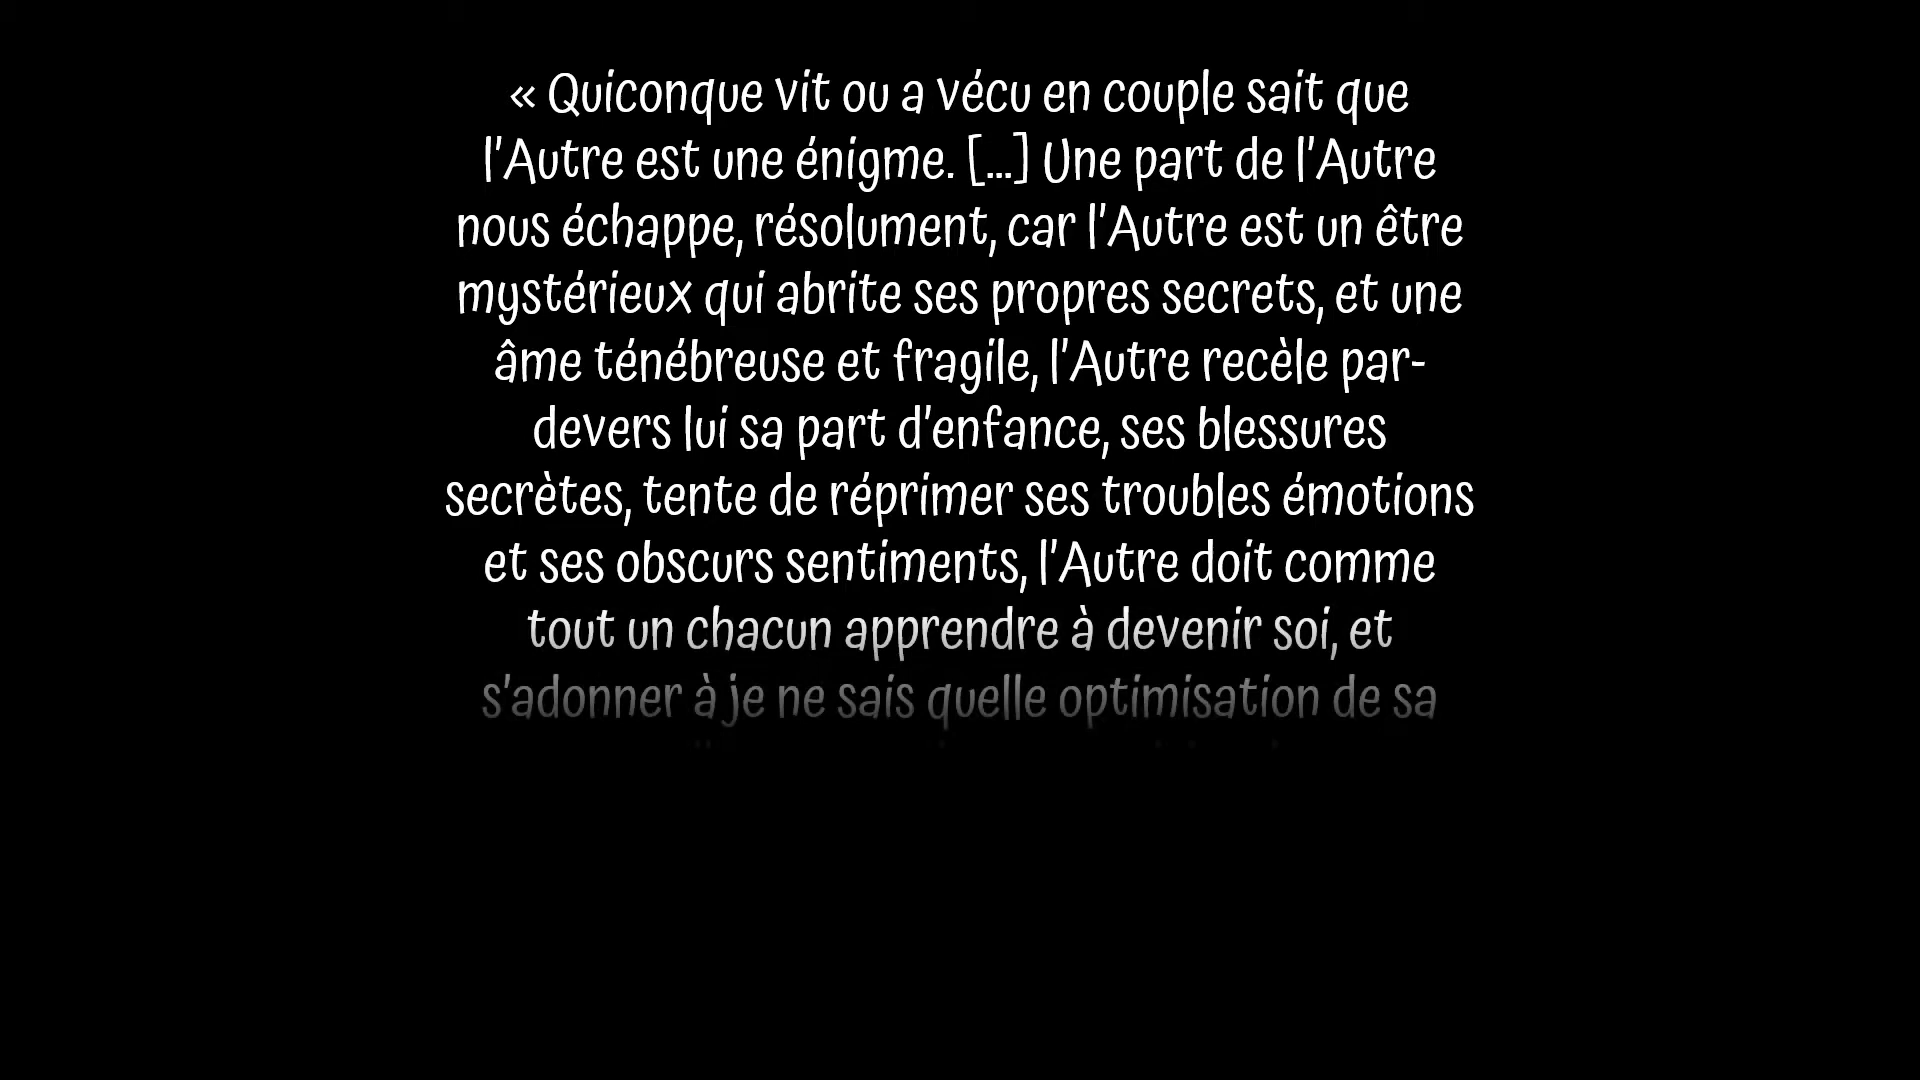 « Quiconque vit ou a vécu en couple sait que
l’Autre est une énigme. [...] Une part de l’Autre
nous échappe, résolument, car l’Autre est un être
mystérieux qui abrite ses propres secrets, et une
âme ténébreuse et fragile, l’Autre recèle par-
devers lui sa part d’enfance, ses blessures
secrètes, tente de réprimer ses troubles émotions
et ses obscurs sentiments, l’Autre doit comme
tout un chacun apprendre à devenir soi, et
s’adonner à je ne sais quelle optimisation de sa